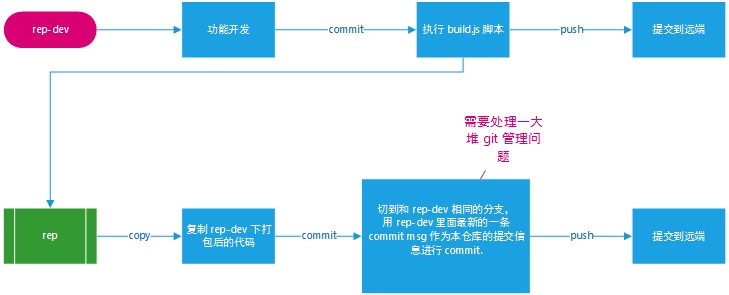 rep-dev
功能开发
commit
执行 build.js 脚本
push
提交到远端
需要处理一大
堆 git 管理问
题
rep
copy
复制 rep-dev 下打
包后的代码
commit
切到和 rep-dev 相同的分支，
用 rep-dev 里面最新的一条
commit msg 作为本仓库的提交信
息进行 commit.
push
提交到远端